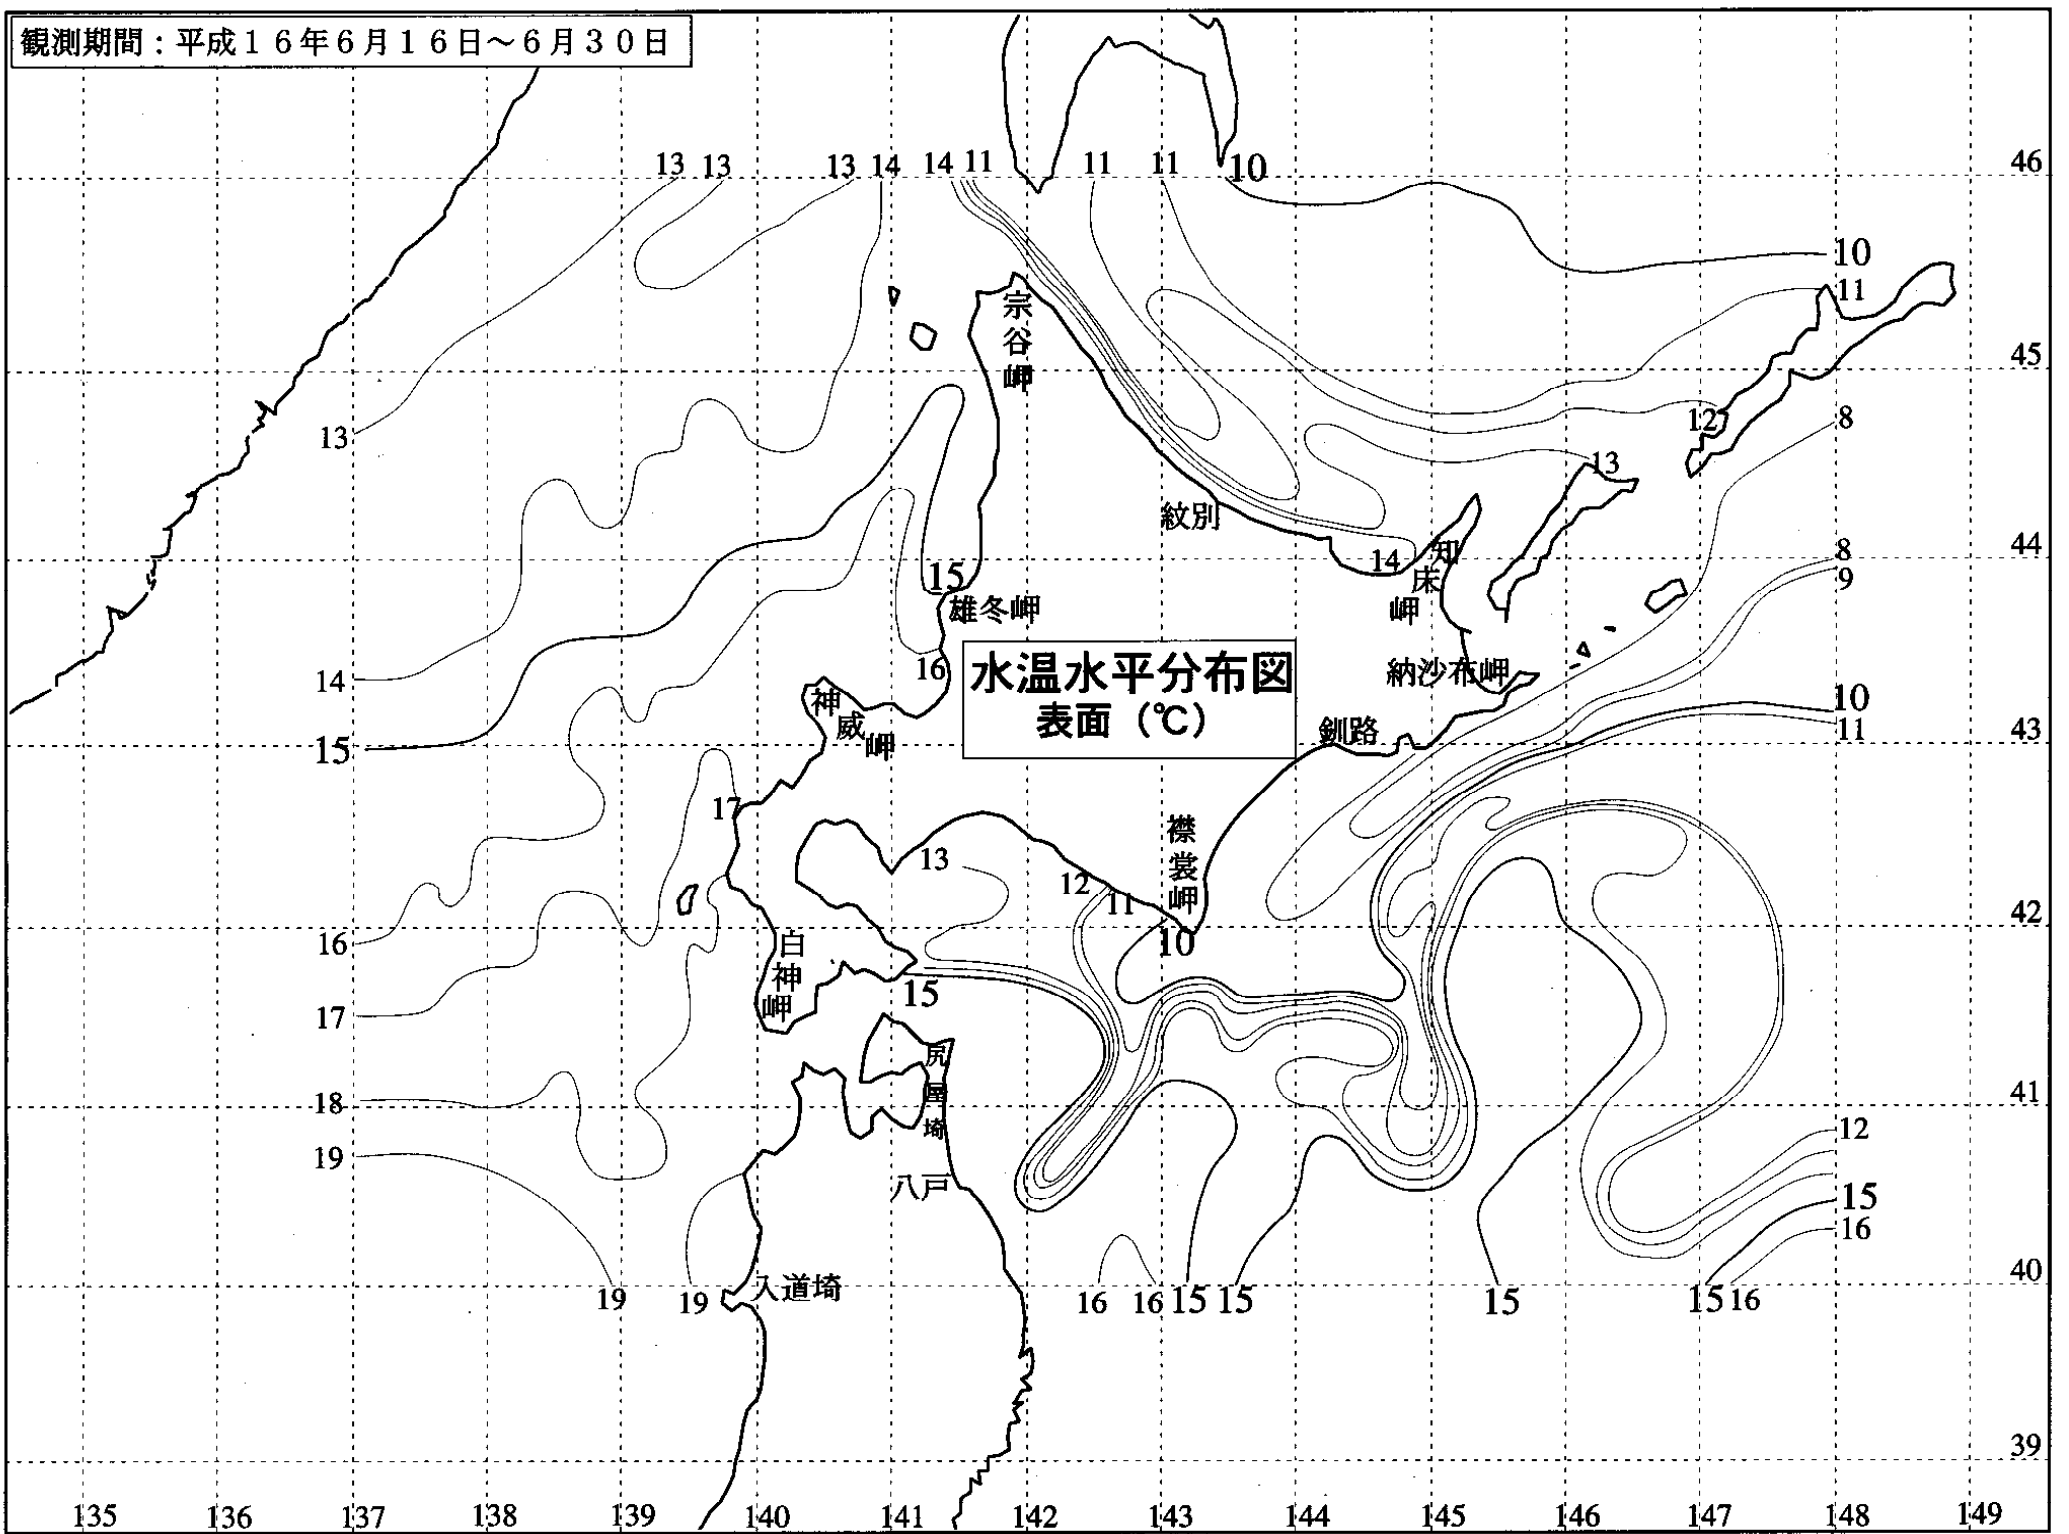 観測期間：平成１６年６月１６日～６月３０日
13 13 13 14 14 11 11 11 10 46
10
11
宗谷岬
45
12 8
13 13
紋別
44
14 8
知床岬 9
15
雄冬岬
16
水温水平分布図
表面（℃）
納沙布岬
14
神威岬
10
釧路 11
15 43
17
襟裳岬
13
12
11
16 白神岬 10 42
15
17
尻屋埼
18 41
12
19
八戸
15
16
入道埼 40
19 19 16 16 15 15 15 15 16
39
135 136 137 138 139 140 141 142 143 144 145 146 147 148 149